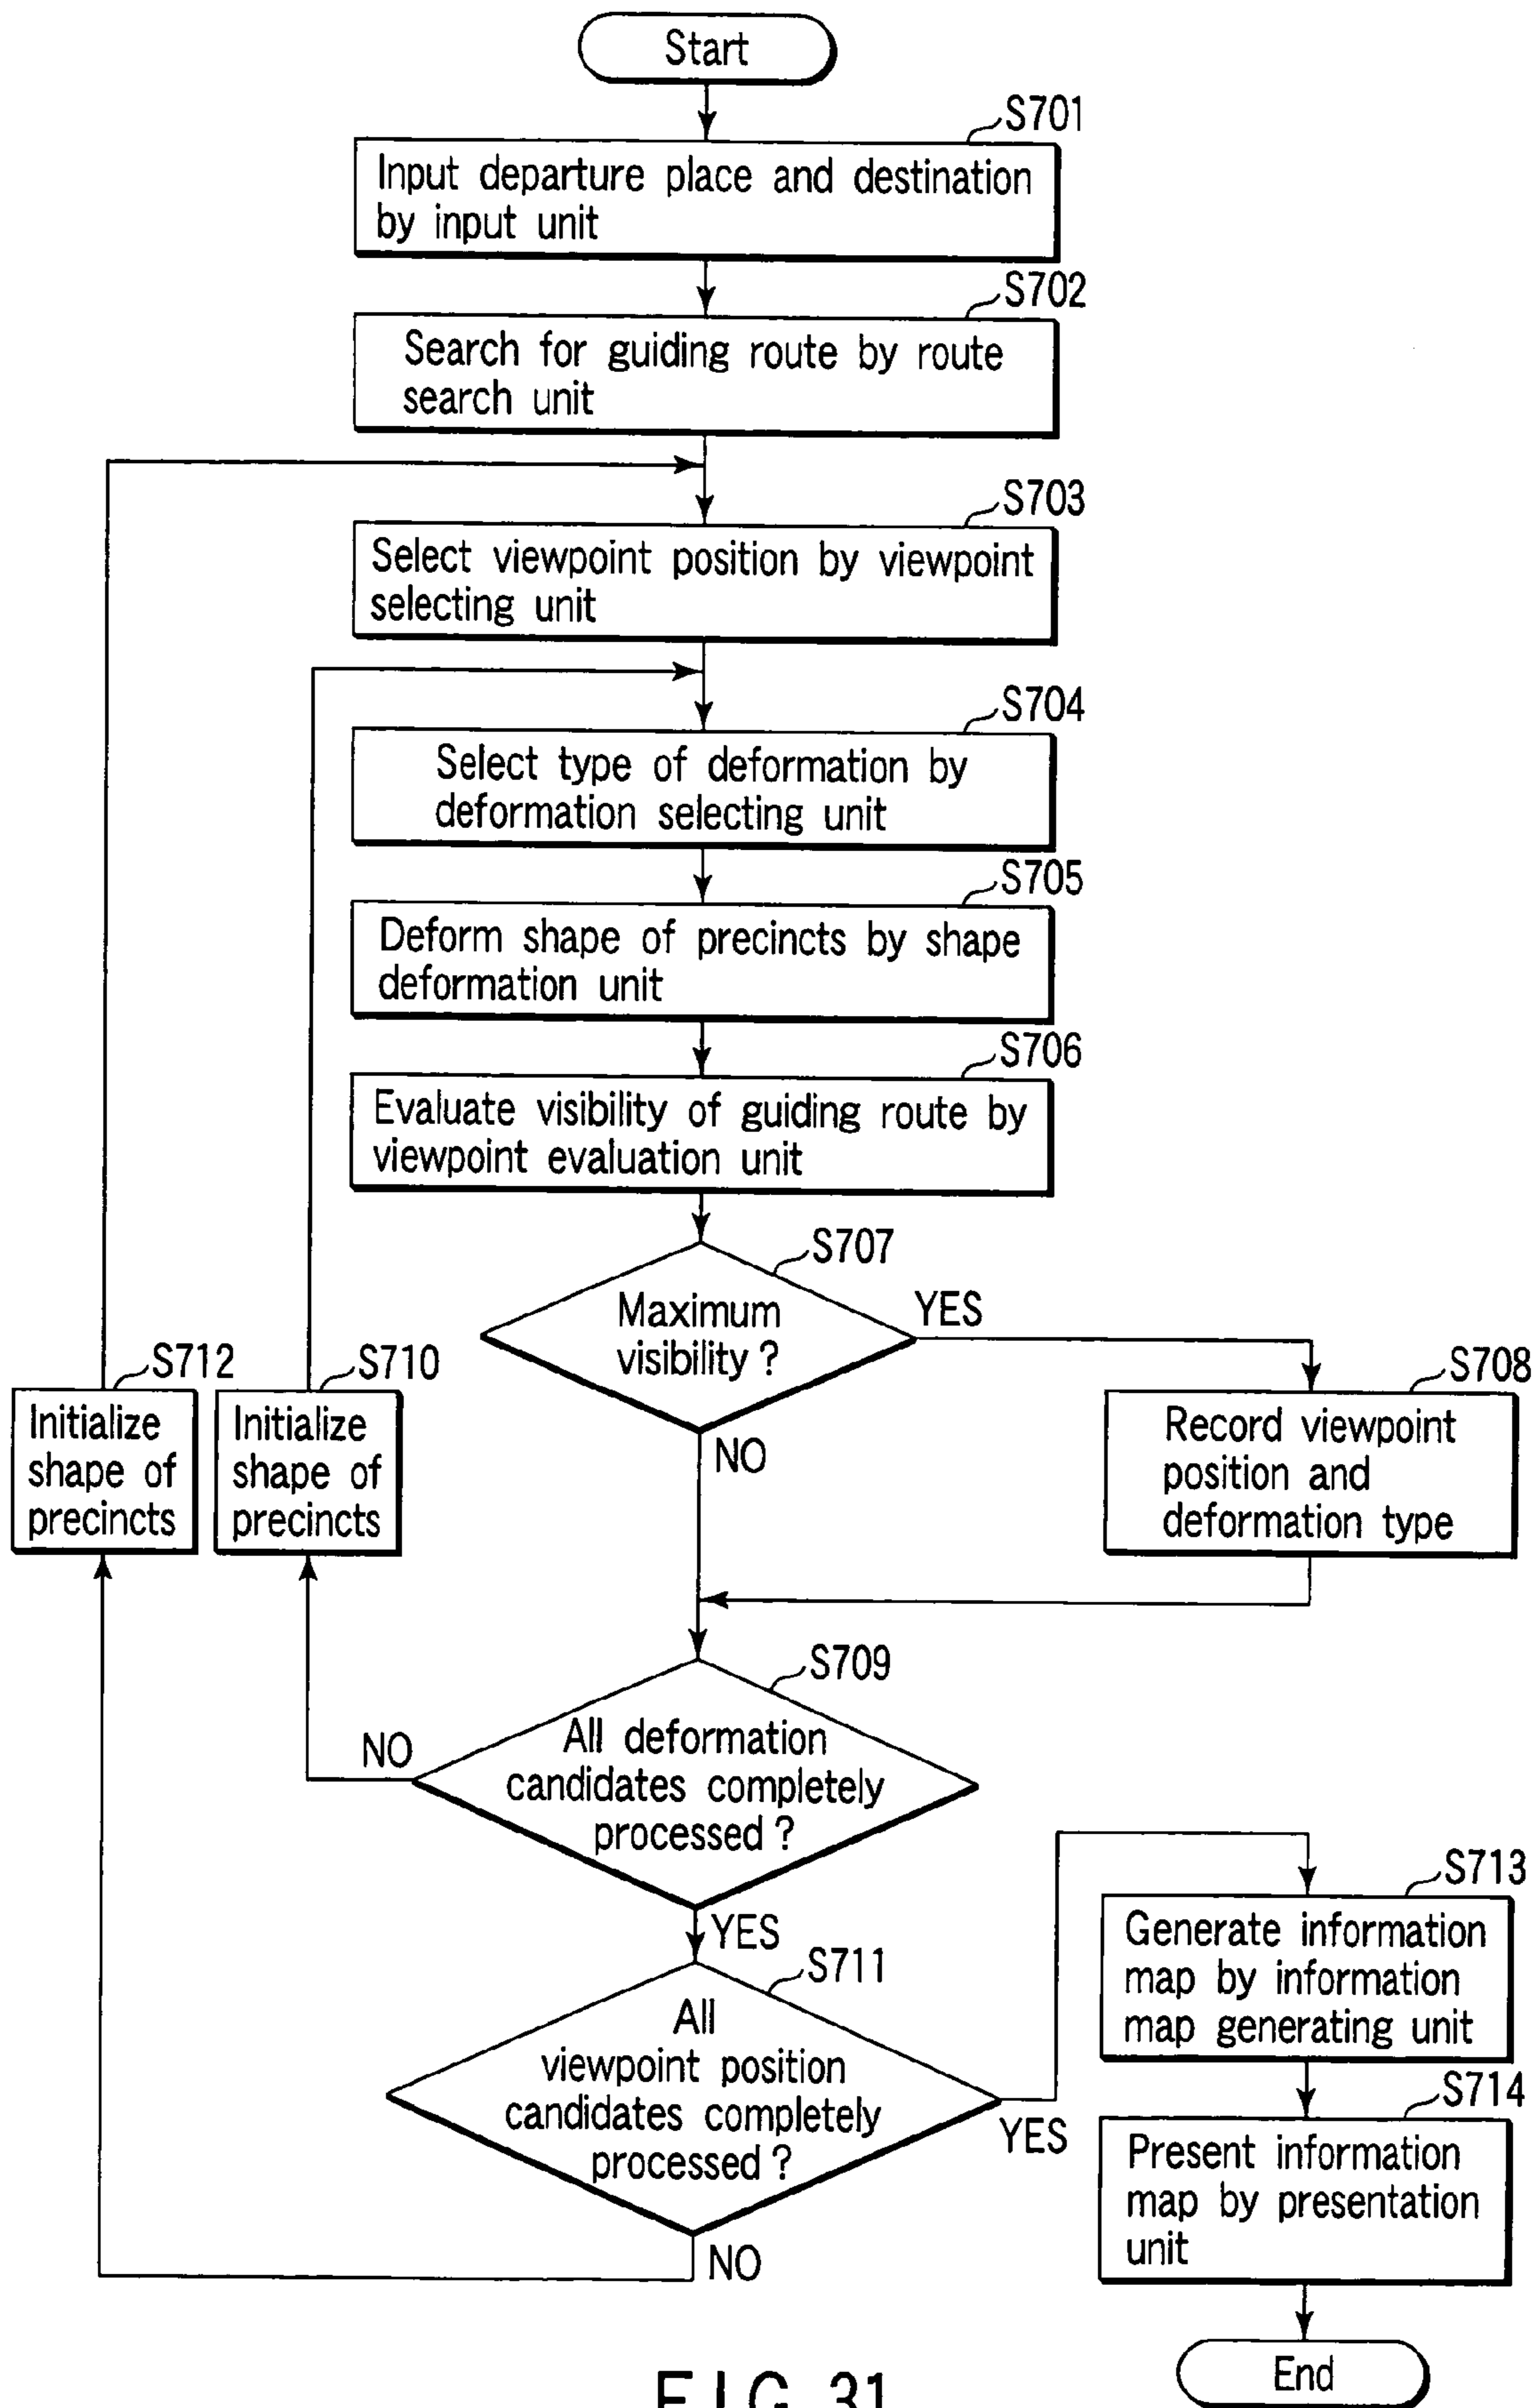 Start
S701
Input departure place and destination
by input unit
S702
Search for guiding route by route
search unit
S703
Select viewpoint position by viewpoint
selecting unit
S704
Select type of deformation by
deformation selecting unit
S705
Deform shape of precincts by shape
deformation unit
S706
Evaluate visibility of guiding route by
viewpoint evaluation unit
S707
Maximum
visibility?
YES
NO
S708
Record viewpoint
position and
deformation type
S712
Initialize
shape of
precincts
S710
Initialize
shape of
precincts
S709
All deformation
candidates completely
processed?
NO
YES
S711
All
viewpoint position
candidates completely
processed?
YES
NO
S713
Generate information
map by information
map generating unit
S714
Present information
map by presentation
unit
End
FIG. 31